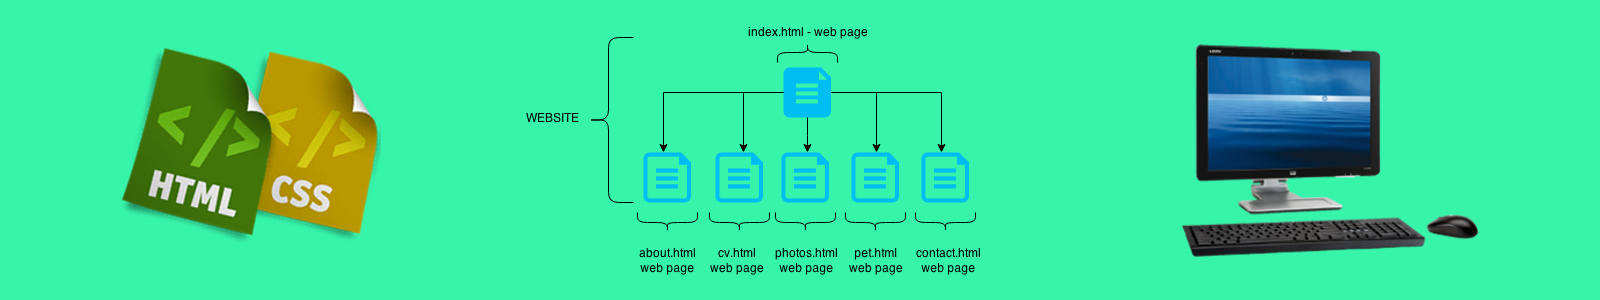 </>
HTML
</>
CSS
index.html - web page
WEBSITE
about.html
web page
cv.html
web page
photos.html
web page
pet.html
web page
contact.html
web page